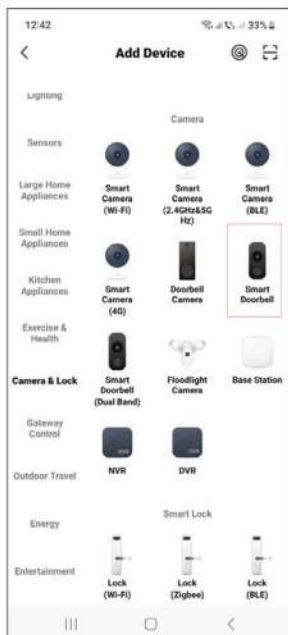 12:42
33%
Add Device
Lighting
Sensors
Large Home
Appliances
Small Home
Appliances
Kitchen
Appliances
Exercise &
Health
Camera & Lock
Gateway
Control
Outdoor Travel
Energy
Entertainment
Camera
Smart
Camera
(Wi-Fi)
Smart
Camera
(2.4GHz&5G
Hz)
Smart
Camera
(BLE)
Smart
Camera
(4G)
Doorbell
Camera
Smart
Doorbell
Smart
Doorbell
(Dual Band)
Floodlight
Camera
Base Station
NVR
DVR
Smart Lock
Lock
(Wi-Fi)
Lock
(Zigbee)
Lock
(BLE)